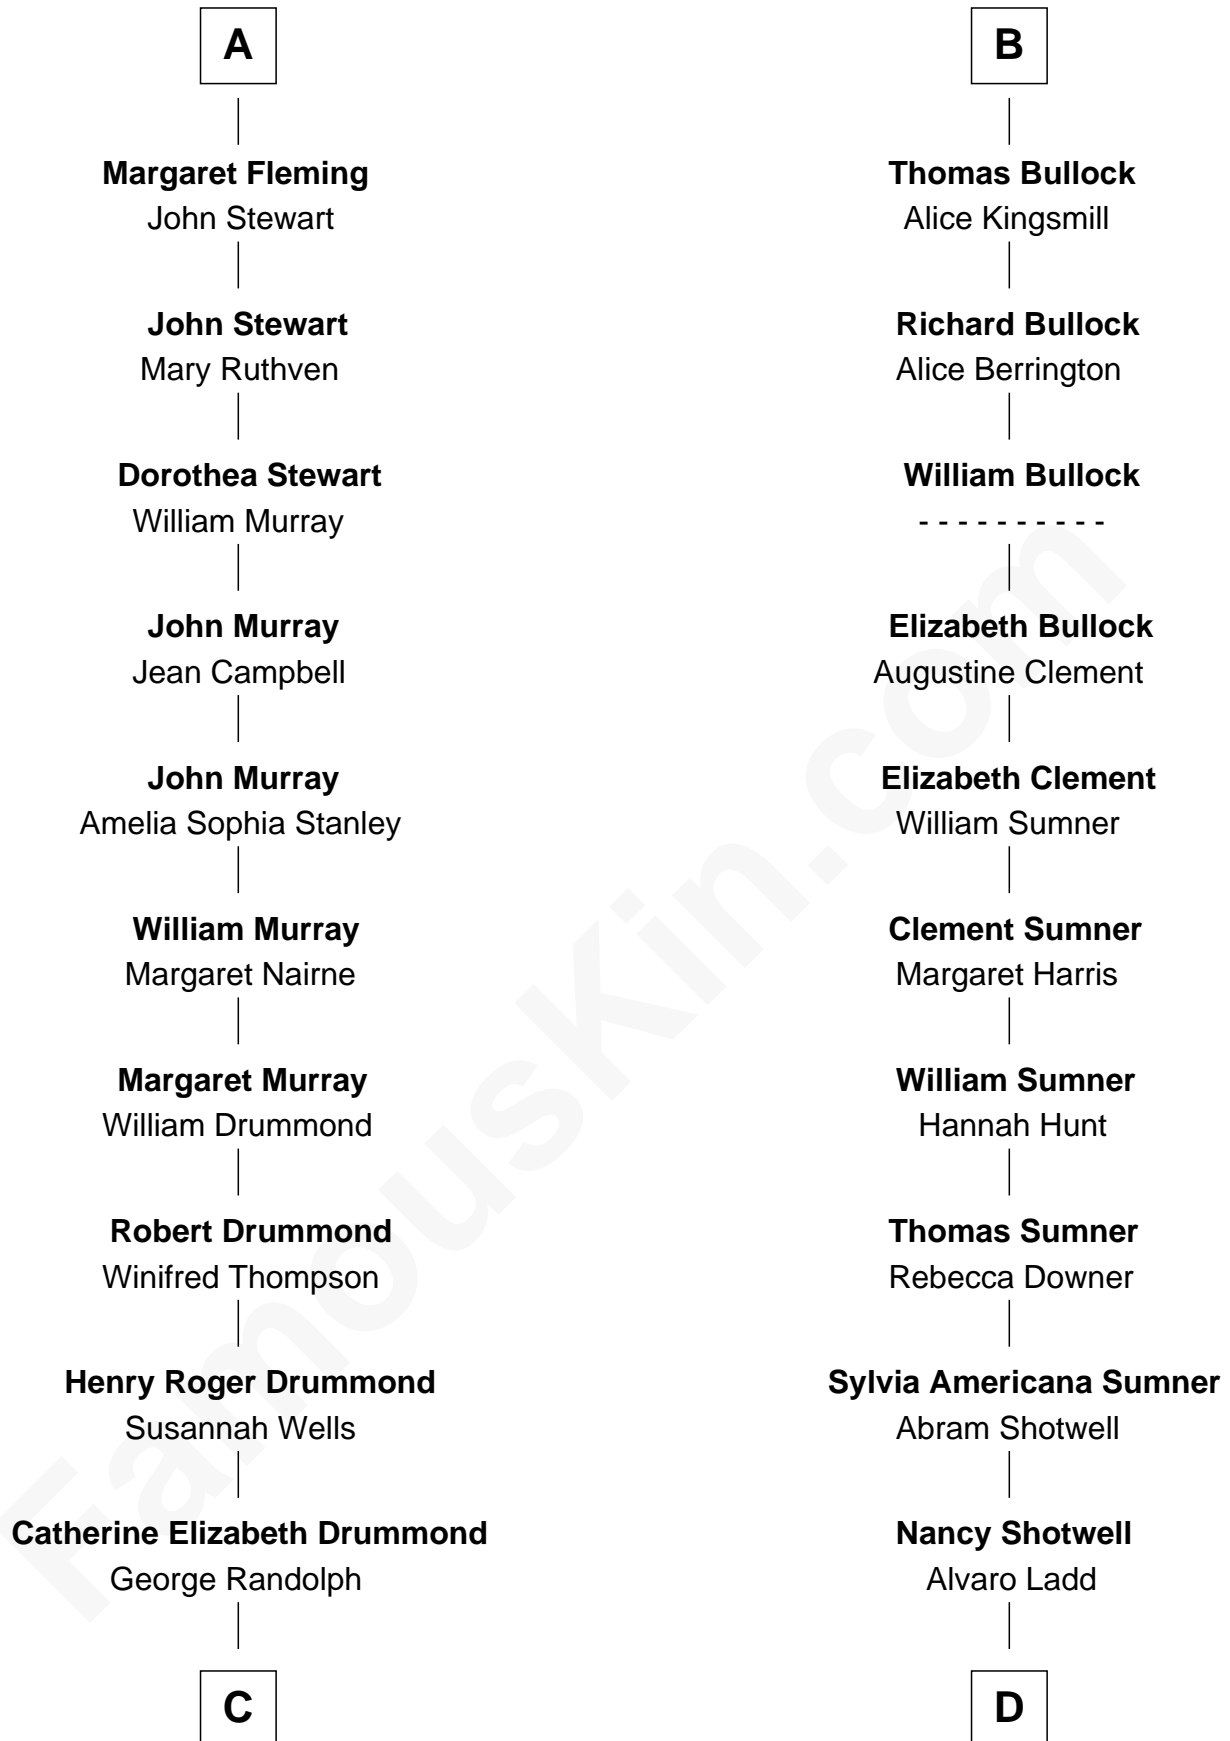 A
Margaret Fleming
John Stewart
John Stewart
Mary Ruthven
Dorothea Stewart
William Murray
John Murray
Jean Campbell
John Murray
Amelia Sophia Stanley
William Murray
Margaret Nairne
Margaret Murray
William Drummond
Robert Drummond
Winifred Thompson
Henry Roger Drummond
Susannah Wells
Catherine Elizabeth Drummond
George Randolph
C
B
Thomas Bullock
Alice Kingsmill
Richard Bullock
Alice Berrington
William Bullock
- - - - - - - - - -
Elizabeth Bullock
Augustine Clement
Elizabeth Clement
William Sumner
Clement Sumner
Margaret Harris
William Sumner
Hannah Hunt
Thomas Sumner
Rebecca Downer
Sylvia Americana Sumner
Abram Shotwell
Nancy Shotwell
Alvaro Ladd
D
FamousKin.com